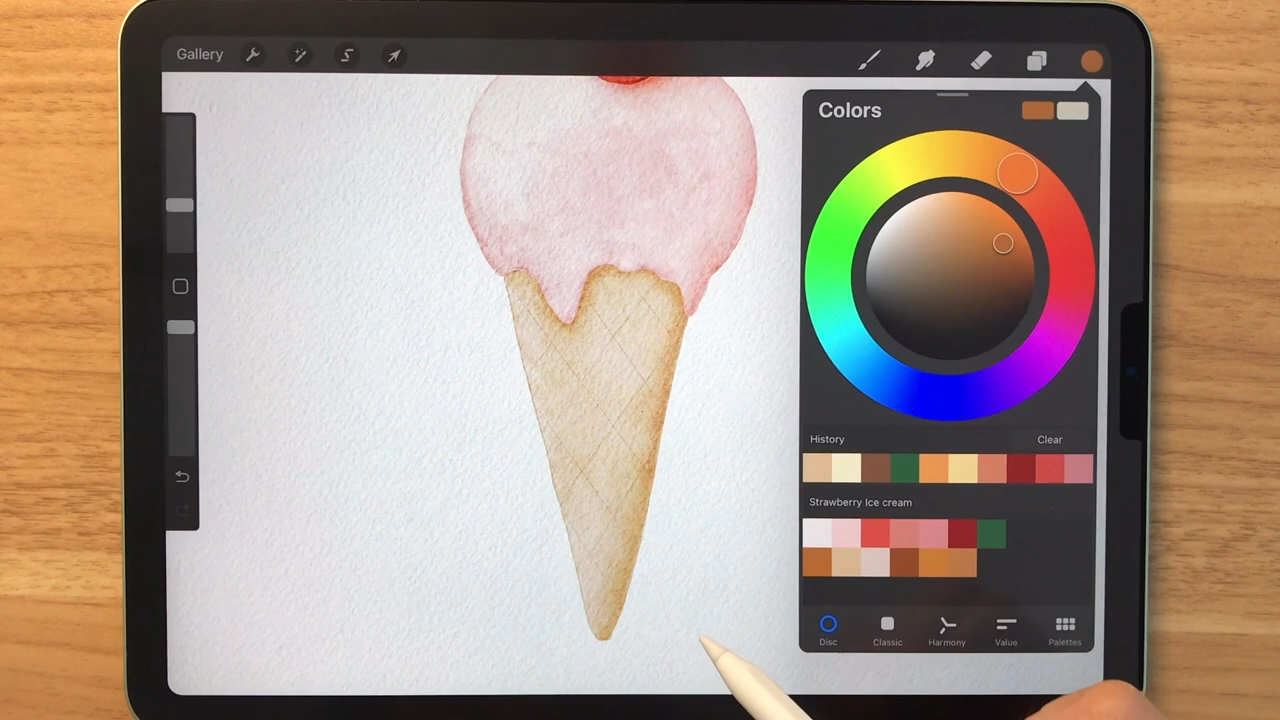 Gallery
Colors
History Clear
Strawberry Ice cream
Disc Classic Harmony Value Palettes